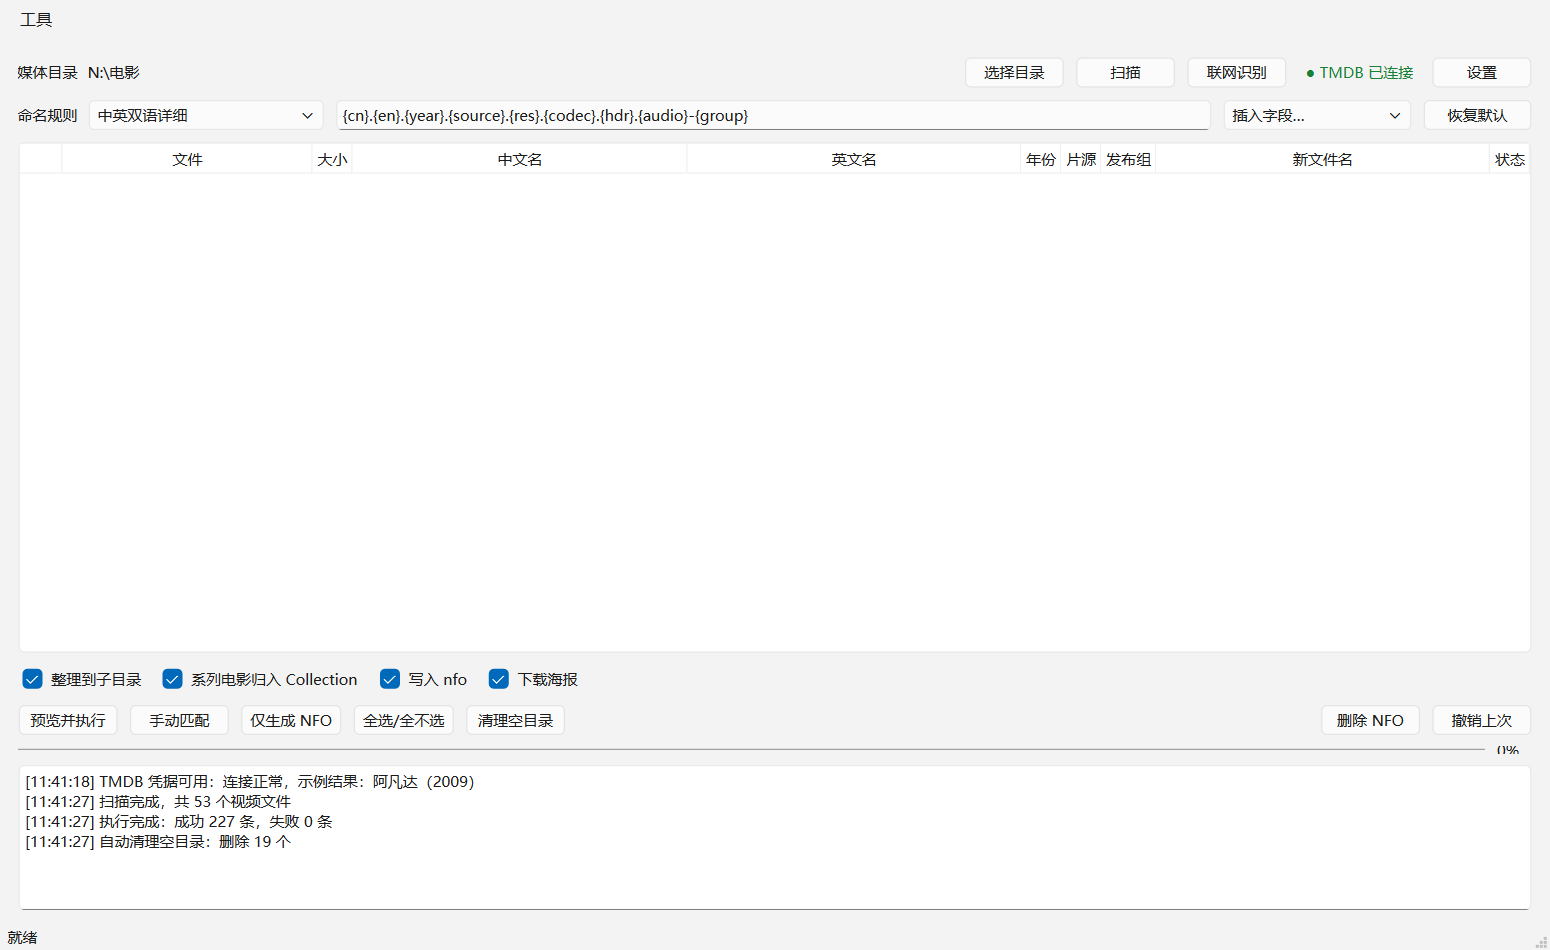 工具
媒体目录 N:\电影 选择目录 扫描 联网识别 ● TMDB 已连接 设置
命名规则 中英双语详细 {cn}.{en}.{year}.{source}.{res}.{codec}.{hdr}.{audio}-{group} 插入字段... 恢复默认
文件 大小 中文名 英文名 年份 片源 发布组 新文件名 状态
整理到子目录 系列电影归入 Collection 写入 nfo 下载海报
预览并执行 手动匹配 仅生成 NFO 全选/全不选 清理空目录 删除 NFO 撤销上次
0%
[11:41:18] TMDB 凭据可用：连接正常，示例结果：阿凡达（2009）
[11:41:27] 扫描完成，共 53 个视频文件
[11:41:27] 执行完成：成功 227 条，失败 0 条
[11:41:27] 自动清理空目录：删除 19 个
就绪